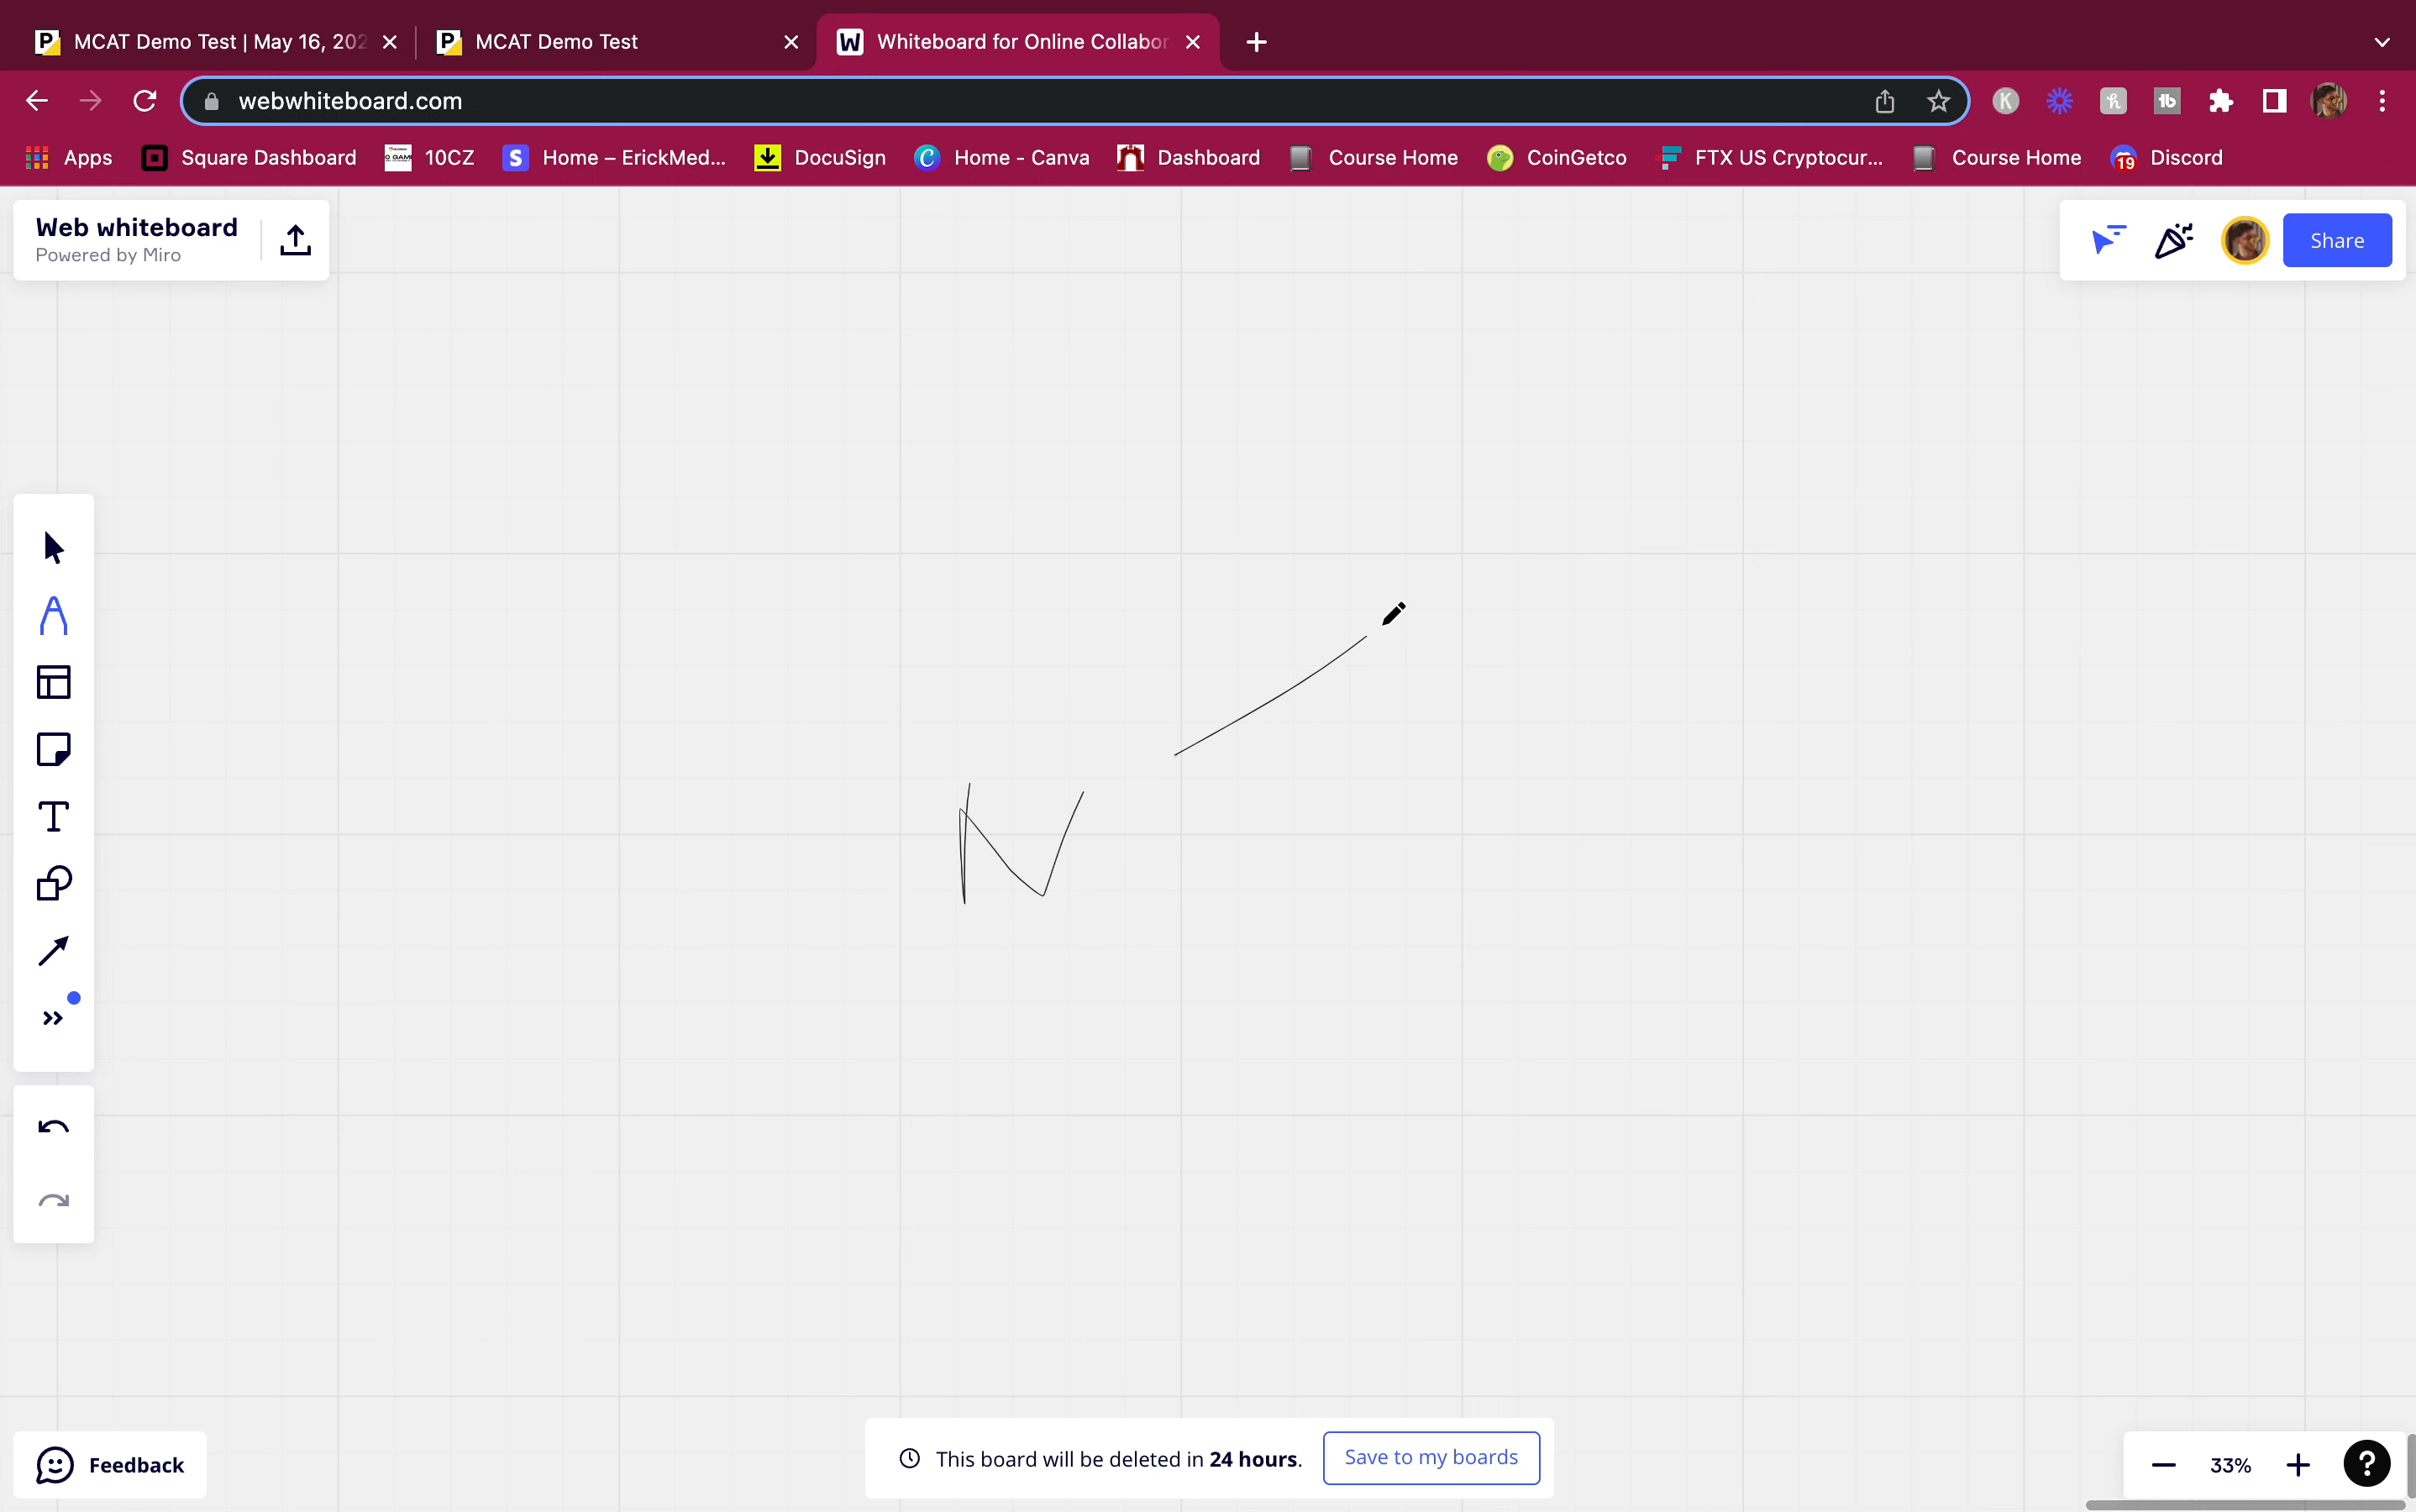 MCAT Demo Test | May 16, 202
MCAT Demo Test
Whiteboard for Online Collabor
webwhiteboard.com
Apps
Square Dashboard
10CZ
Home – ErickMed...
DocuSign
Home - Canva
Dashboard
Course Home
CoinGetco
FTX US Cryptocur...
Course Home
19
Discord
Web whiteboard
Powered by Miro
Share
N
This board will be deleted in 24 hours.
Save to my boards
Feedback
33%